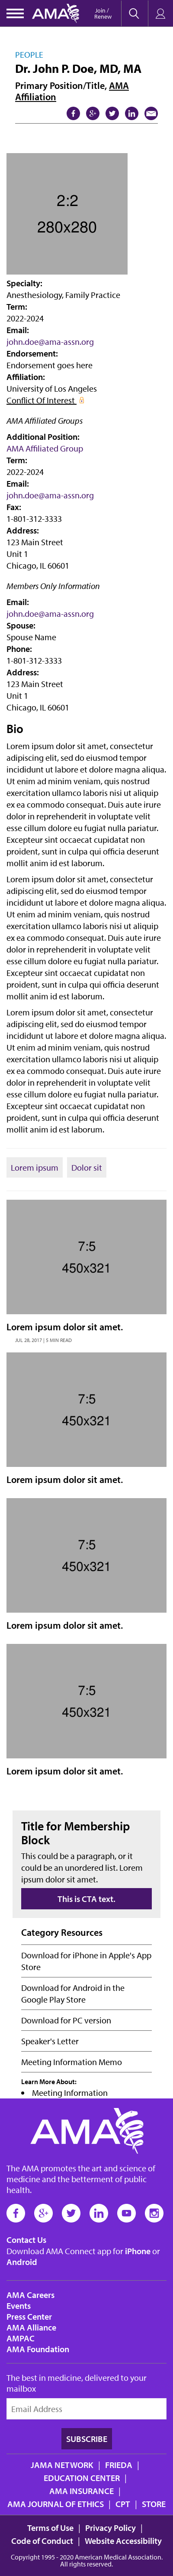 AMA
Join /
Renew
PEOPLE
Dr. John P. Doe, MD, MA
Primary Position/Title, AMA
Affiliation
2:2
280x280
Specialty:
Anesthesiology, Family Practice
Term:
2022-2024
Email:
john.doe@ama-assn.org
Endorsement:
Endorsement goes here
Affiliation:
University of Los Angeles
Conflict Of Interest
AMA Affiliated Groups
Additional Position:
AMA Affiliated Group
Term:
2022-2024
Email:
john.doe@ama-assn.org
Fax:
1-801-312-3333
Address:
123 Main Street
Unit 1
Chicago, IL 60601
Members Only Information
Email:
john.doe@ama-assn.org
Spouse:
Spouse Name
Phone:
1-801-312-3333
Address:
123 Main Street
Unit 1
Chicago, IL 60601
Bio
Lorem ipsum dolor sit amet, consectetur
adipiscing elit, sed do eiusmod tempor
incididunt ut labore et dolore magna aliqua.
Ut enim ad minim veniam, quis nostrud
exercitation ullamco laboris nisi ut aliquip
ex ea commodo consequat. Duis aute irure
dolor in reprehenderit in voluptate velit
esse cillum dolore eu fugiat nulla pariatur.
Excepteur sint occaecat cupidatat non
proident, sunt in culpa qui officia deserunt
mollit anim id est laborum.
Lorem ipsum dolor sit amet, consectetur
adipiscing elit, sed do eiusmod tempor
incididunt ut labore et dolore magna aliqua.
Ut enim ad minim veniam, quis nostrud
exercitation ullamco laboris nisi ut aliquip
ex ea commodo consequat. Duis aute irure
dolor in reprehenderit in voluptate velit
esse cillum dolore eu fugiat nulla pariatur.
Excepteur sint occaecat cupidatat non
proident, sunt in culpa qui officia deserunt
mollit anim id est laborum.
Lorem ipsum dolor sit amet, consectetur
adipiscing elit, sed do eiusmod tempor
incididunt ut labore et dolore magna aliqua.
Ut enim ad minim veniam, quis nostrud
exercitation ullamco laboris nisi ut aliquip
ex ea commodo consequat. Duis aute irure
dolor in reprehenderit in voluptate velit
esse cillum dolore eu fugiat nulla pariatur.
Excepteur sint occaecat cupidatat non
proident, sunt in culpa qui officia deserunt
mollit anim id est laborum.
Lorem ipsum Dolor sit
7:5
450x321
Lorem ipsum dolor sit amet.
JUL 28, 2017 | 5 MIN READ
7:5
450x321
Lorem ipsum dolor sit amet.
7:5
450x321
Lorem ipsum dolor sit amet.
7:5
450x321
Lorem ipsum dolor sit amet.
Title for Membership
Block
This could be a paragraph, or it
could be an unordered list. Lorem
ipsum dolor sit amet.
This is CTA text.
Category Resources
Download for iPhone in Apple's App
Store
Download for Android in the
Google Play Store
Download for PC version
Speaker's Letter
Meeting Information Memo
Learn More About:
• Meeting Information
AMA
The AMA promotes the art and science of
medicine and the betterment of public
health.
Contact Us
Download AMA Connect app for iPhone or
Android
AMA Careers
Events
Press Center
AMA Alliance
AMPAC
AMA Foundation
The best in medicine, delivered to your
mailbox
Email Address
SUBSCRIBE
JAMA NETWORK | FRIEDA |
EDUCATION CENTER |
AMA INSURANCE |
AMA JOURNAL OF ETHICS | CPT | STORE
Terms of Use | Privacy Policy |
Code of Conduct | Website Accessibility
Copyright 1995 - 2020 American Medical Association.
All rights reserved.